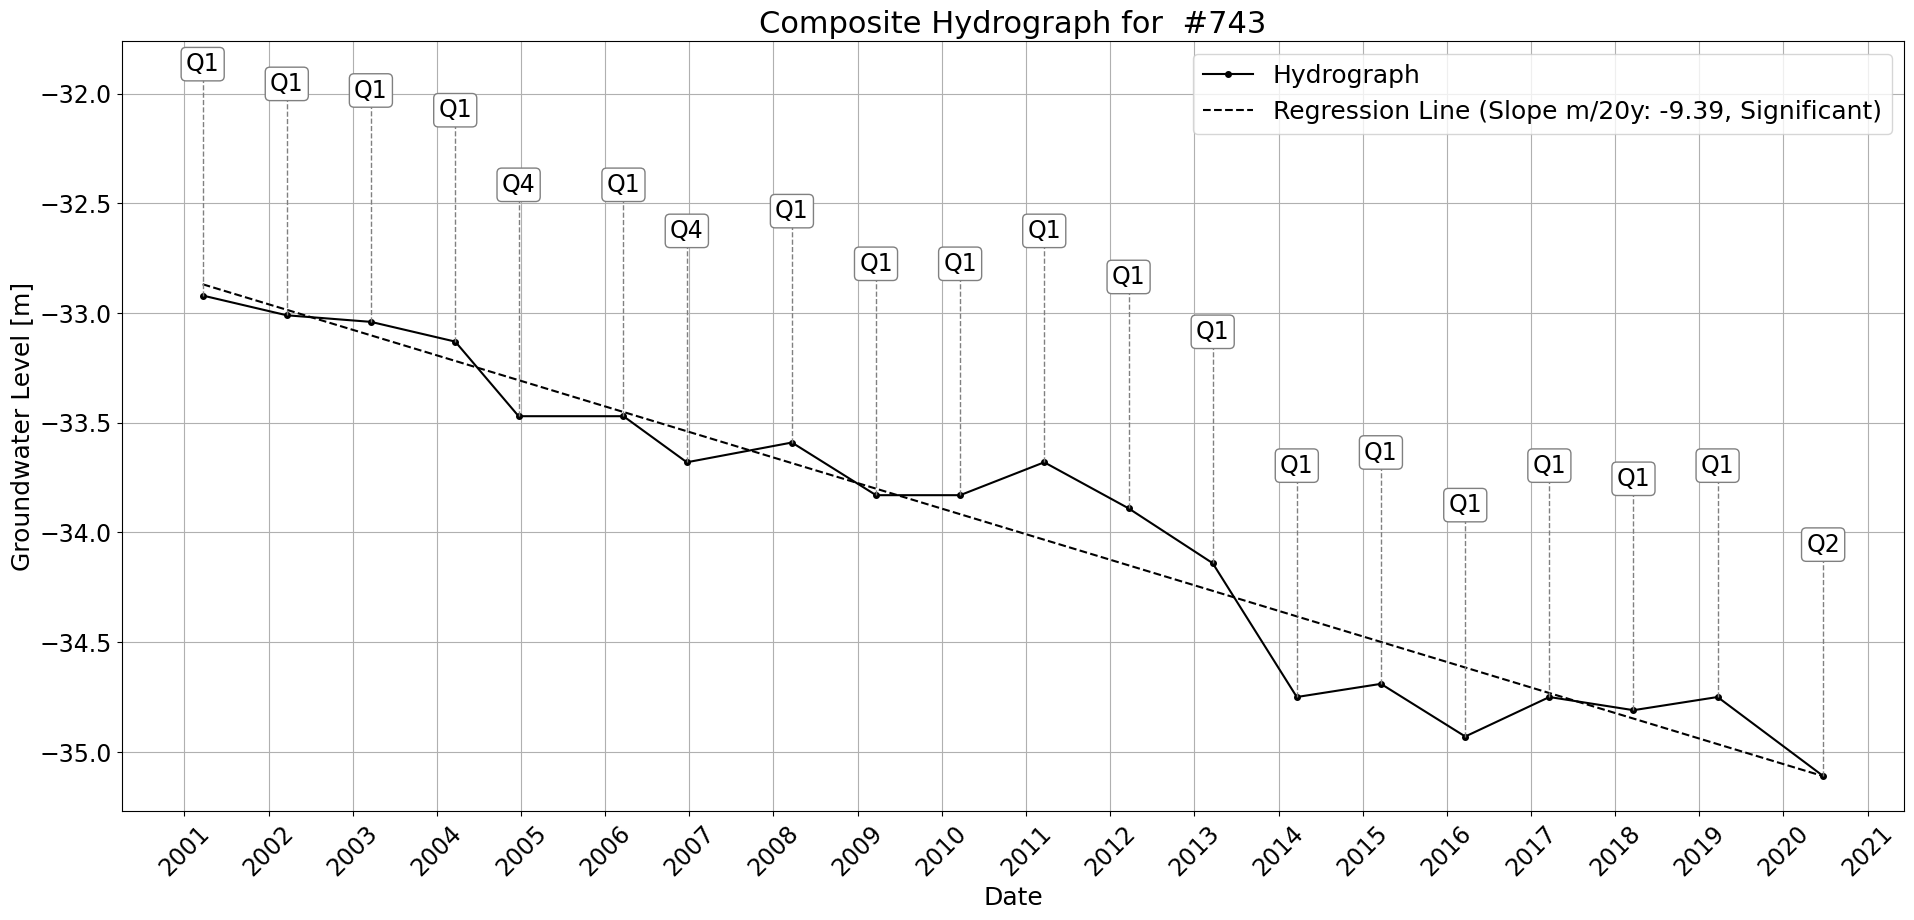 Composite Hydrograph for  #743
Hydrograph
Regression Line (Slope m/20y: -9.39, Significant)
Groundwater Level [m]
−32.0
−32.5
−33.0
−33.5
−34.0
−34.5
−35.0
Q1
Q1
Q1
Q1
Q4
Q1
Q4
Q1
Q1
Q1
Q1
Q1
Q1
Q1
Q1
Q1
Q1
Q1
Q1
Q2
2001
2002
2003
2004
2005
2006
2007
2008
2009
2010
2011
2012
2013
2014
2015
2016
2017
2018
2019
2020
2021
Date